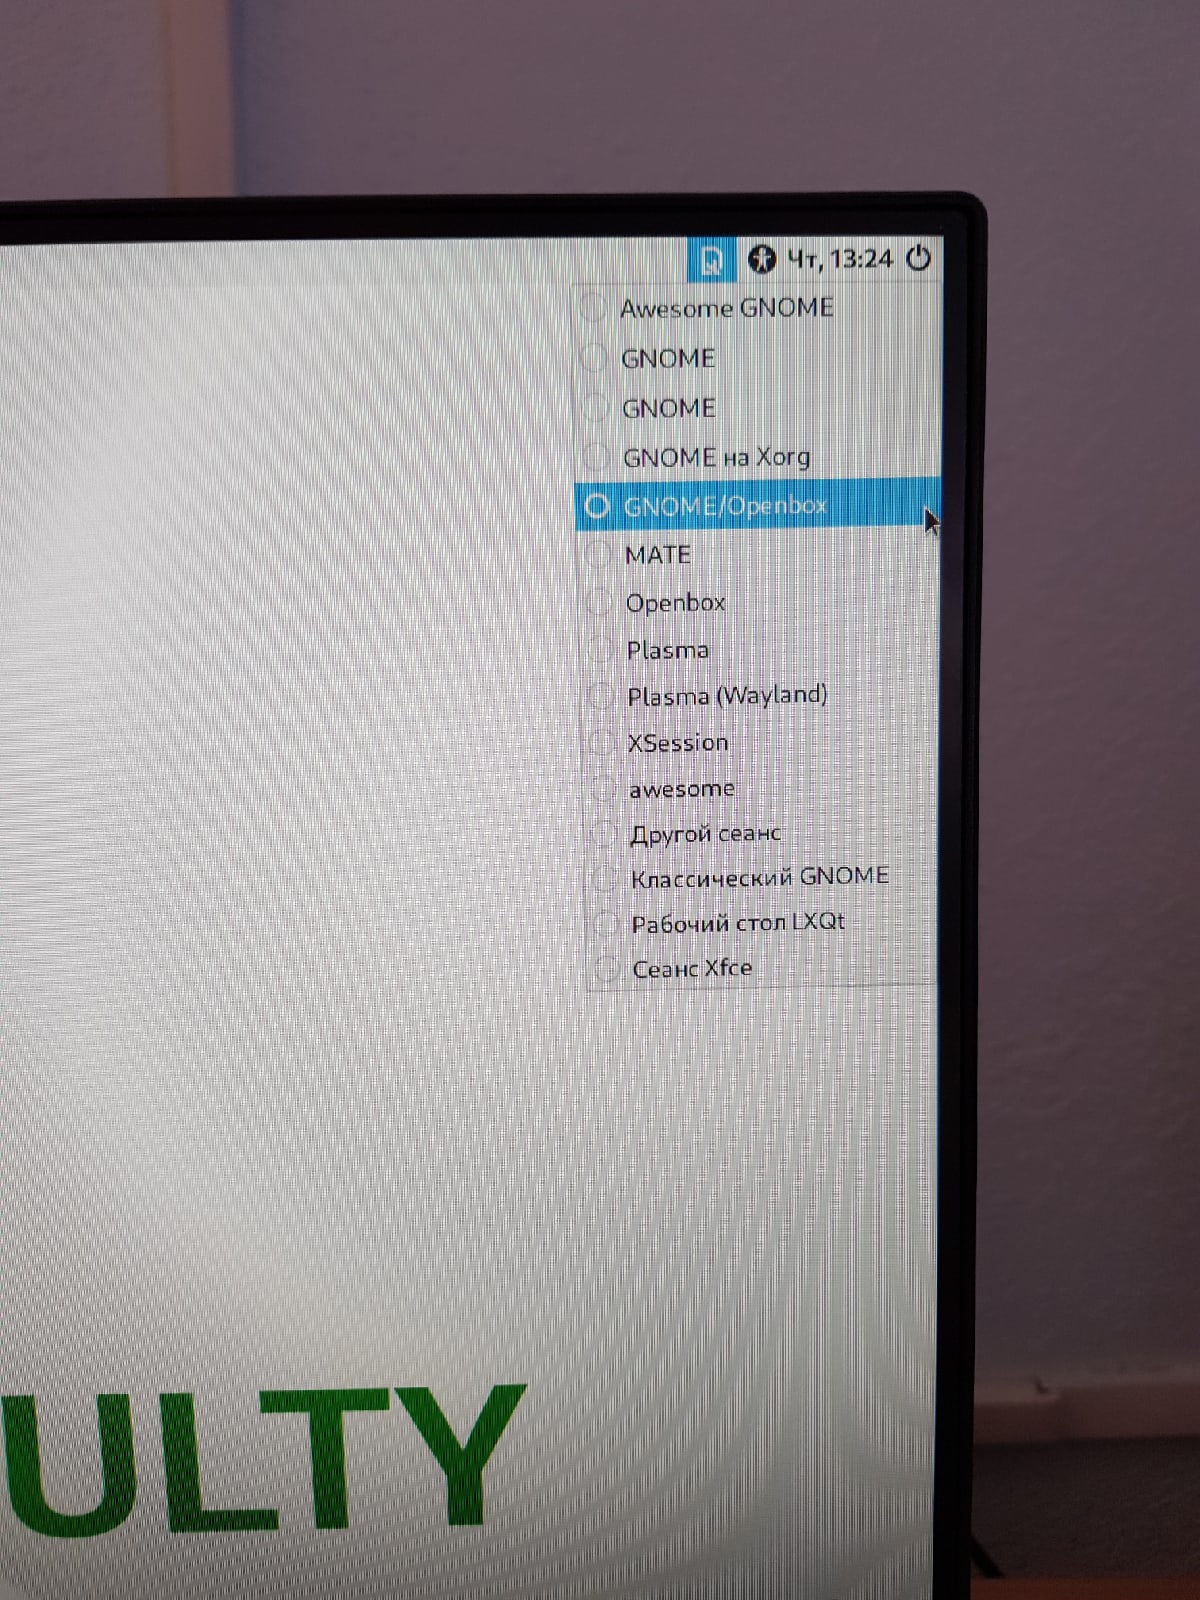 Чт, 13:24
Awesome GNOME
GNOME
GNOME
GNOME на Xorg
GNOME/Openbox
MATE
Openbox
Plasma
Plasma (Wayland)
XSession
awesome
Другой сеанс
Классический GNOME
Рабочий стол LXQt
Сеанс Xfce
ULTY